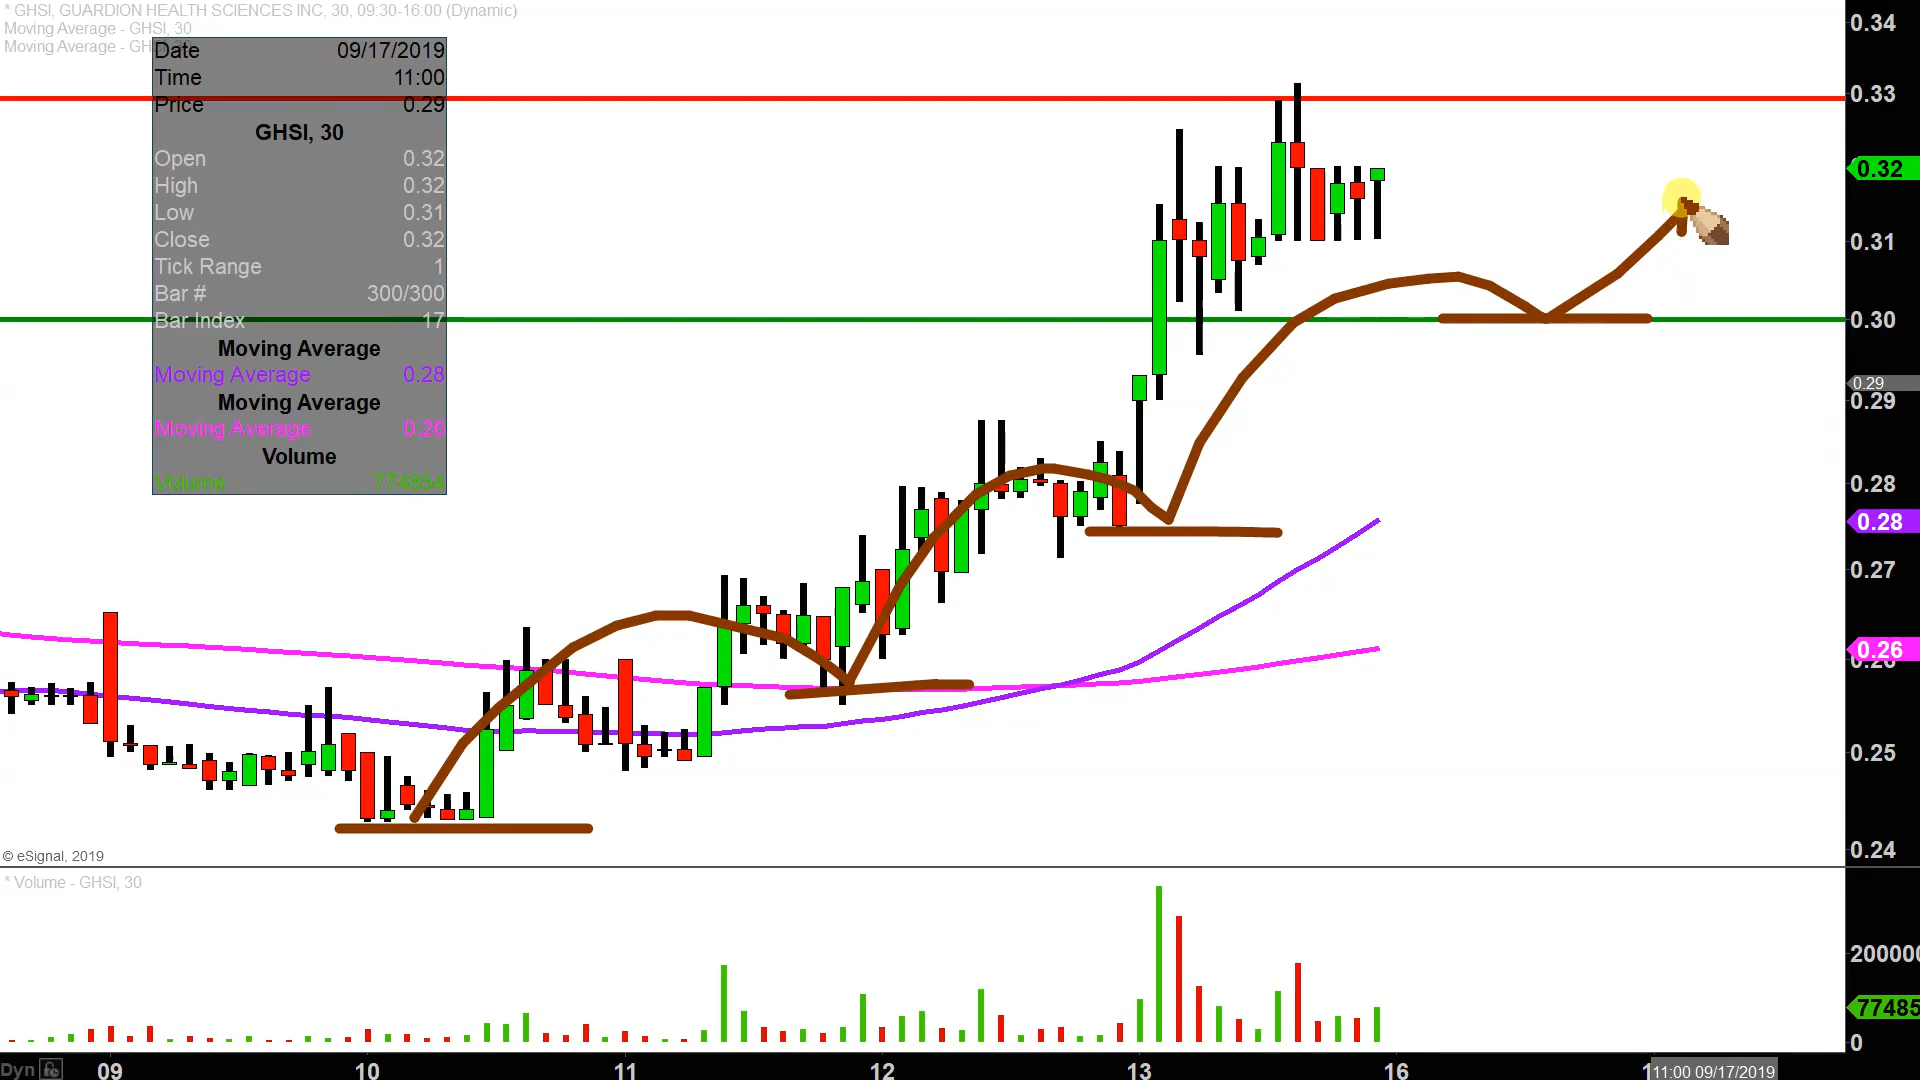 * GHSI, GUARDION HEALTH SCIENCES INC, 30, 09:30-16:00 (Dynamic)
Moving Average - GHSI, 30
Moving Average - GHSI, 30
Date 09/17/2019
Time 11:00
Price 0.29
GHSI, 30
Open 0.32
High 0.32
Low 0.31
Close 0.32
Tick Range 1
Bar # 300/300
Bar Index 17
Moving Average
Moving Average 0.28
Moving Average
Moving Average 0.26
Volume
Volume 774854
0.34
0.33
0.32
0.31
0.30
0.29
0.29
0.28
0.28
0.27
0.26
0.25
0.24
© eSignal, 2019
* Volume - GHSI, 30
200000
77485
0
Dyn
09
10
11
12
13
16
11:00 09/17/2019